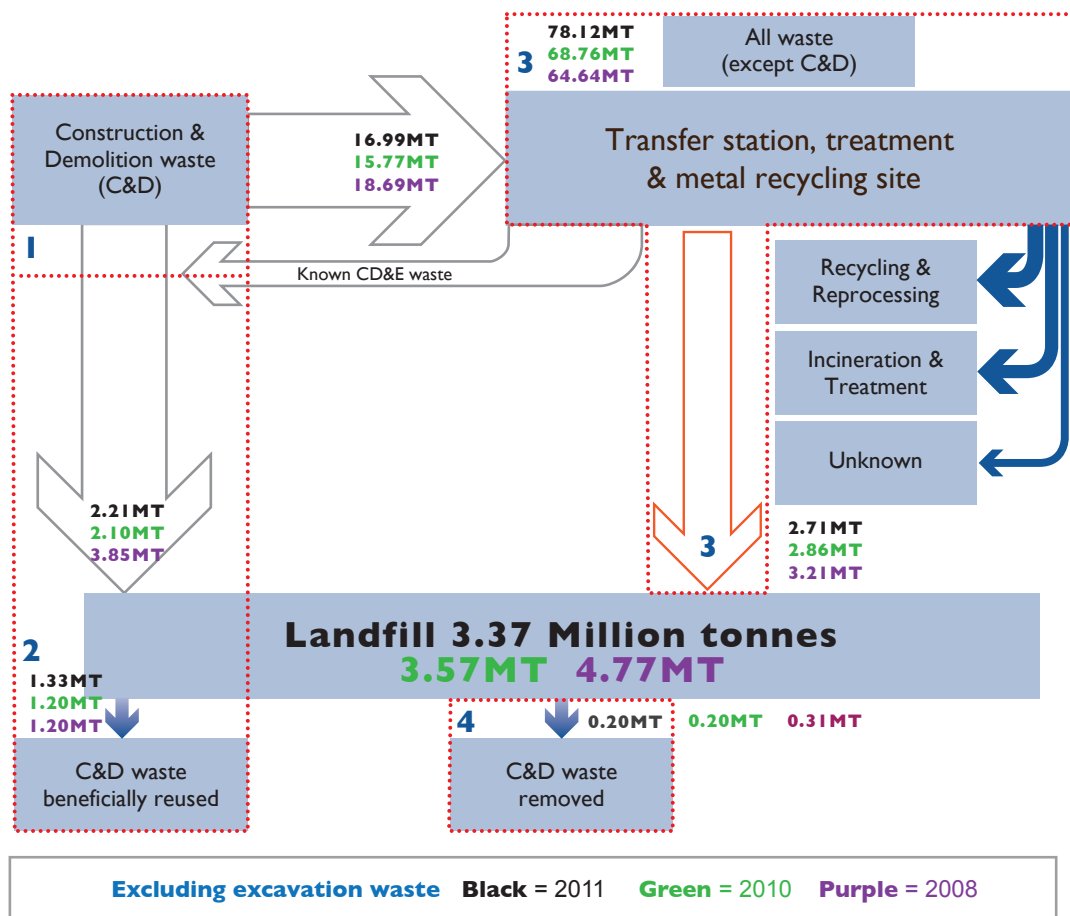 78.12MT
68.76MT
64.64MT
3
All waste
(except C&D)
Construction &
Demolition waste
(C&D)
16.99MT
15.77MT
18.69MT
Transfer station, treatment
& metal recycling site
1
Known CD&E waste
Recycling &
Reprocessing
Incineration &
Treatment
Unknown
2.21MT
2.10MT
3.85MT
3
2.71MT
2.86MT
3.21MT
Landfill 3.37 Million tonnes
3.57MT 4.77MT
2
1.33MT
1.20MT
1.20MT
4
0.20MT 0.20MT 0.31MT
C&D waste
beneficially reused
C&D waste
removed
Excluding excavation waste Black = 2011 Green = 2010 Purple = 2008